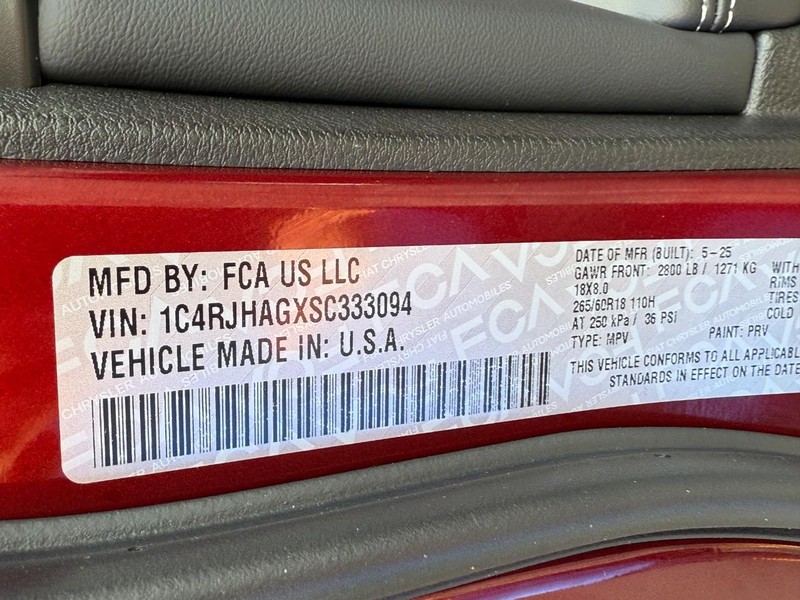 MFD BY: FCA US LLC
VIN: 1C4RJHAGXSC333094
VEHICLE MADE IN: U.S.A.
DATE OF MFR (BUILT): 5-25
GAWR FRONT: 2800 LB / 1271 KG WITH
18X8.0 RIMS
265/60R18 110H
AT 250 kPa / 36 PSI
TYPE: MPV PAINT: PRV
THIS VEHICLE CONFORMS TO ALL APPLICABL
STANDARDS IN EFFECT ON THE DATE